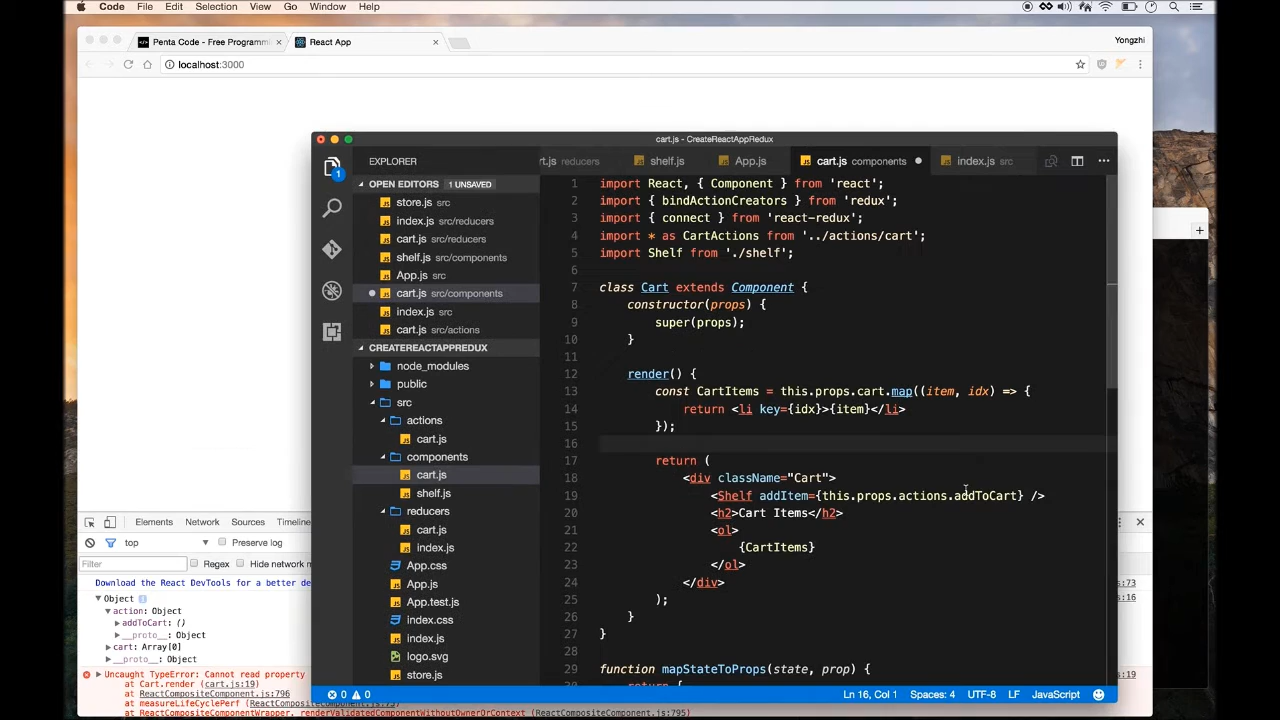 Code File Edit Selection View Go Window Help
Penta Code - Free Programmi × React App ×
Yongzhi
localhost:3000
cart.js - CreateReactAppRedux
EXPLORER
rt.js reducers shelf.js App.js cart.js components index.js src
OPEN EDITORS 1 UNSAVED
store.js src
index.js src/reducers
cart.js src/reducers
shelf.js src/components
App.js src
cart.js src/components
index.js src
cart.js src/actions
CREATEREACTAPPREDUX
node_modules
public
src
actions
cart.js
components
cart.js
shelf.js
reducers
cart.js
index.js
App.css
App.js
App.test.js
index.css
index.js
logo.svg
store.js
1
1 import React, { Component } from 'react';
2 import { bindActionCreators } from 'redux';
3 import { connect } from 'react-redux';
4 import * as CartActions from '../actions/cart';
5 import Shelf from './shelf';
6
7 class Cart extends Component {
8 constructor(props) {
9 super(props);
10 }
11
12 render() {
13 const CartItems = this.props.cart.map((item, idx) => {
14 return <li key={idx}>{item}</li>
15 });
16
17 return (
18 <div className="Cart">
19 <Shelf addItem={this.props.actions.addToCart} />
20 <h2>Cart Items</h2>
21 <ol>
22 {CartItems}
23 </ol>
24 </div>
25 );
26 }
27 }
28
29 function mapStateToProps(state, prop) {
30 return {
0 0 Ln 16, Col 1 Spaces: 4 UTF-8 LF JavaScript
Elements Network Sources Timeline
top Preserve log
Filter Regex Hide network
Download the React DevTools for a better de
:73
Object
:16
action: Object
addToCart: ()
__proto__: Object
cart: Array[0]
__proto__: Object
Uncaught TypeError: Cannot read property
:19
at Cart.render (cart.js:19)
at ReactCompositeComponent.js:796
at measureLifeCyclePerf (ReactCompositeComponent.js:75)
at ReactCompositeComponentWrapper._renderValidatedComponentWithoutOwnerOrContext (ReactCompositeComponent.js:795)